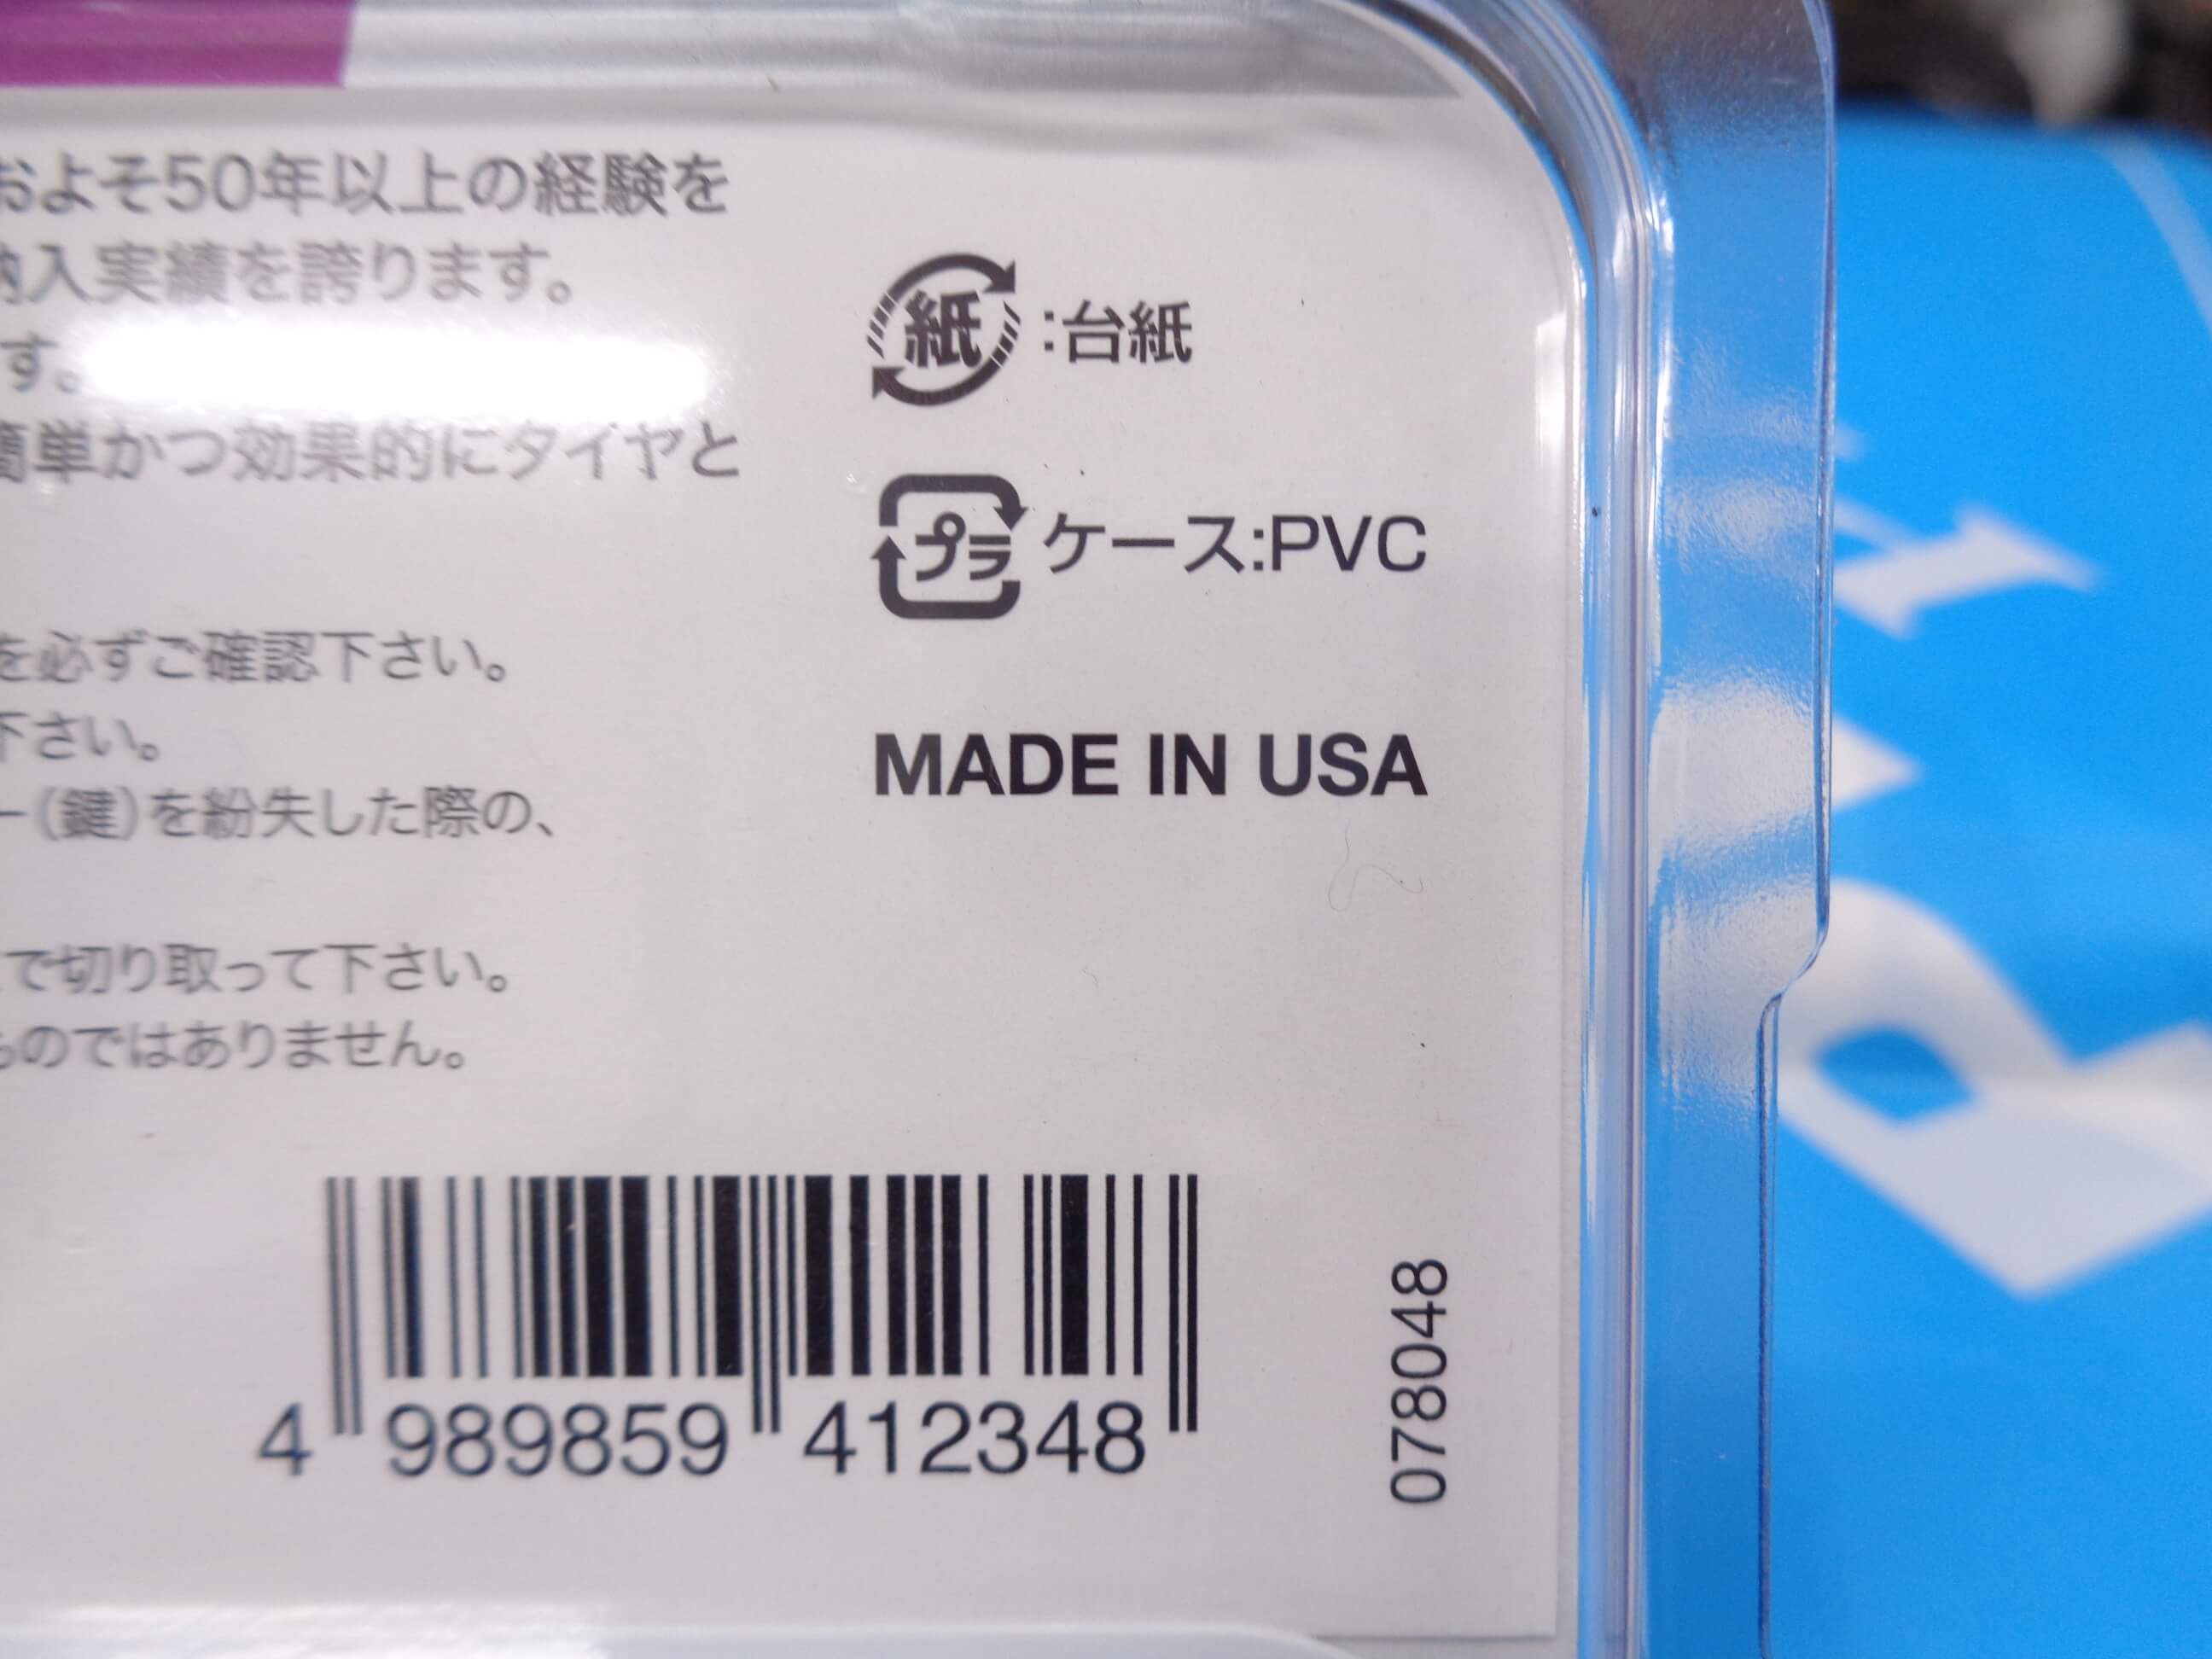 およそ50年以上の経験を
納入実績を誇ります。
す。
簡単かつ効果的にタイヤと
を必ずご確認下さい。
下さい。
ー(鍵)を紛失した際の、
で切り取って下さい。
ものではありません。
紙:台紙
プラ ケース:PVC
MADE IN USA
4 989859 412348
078048